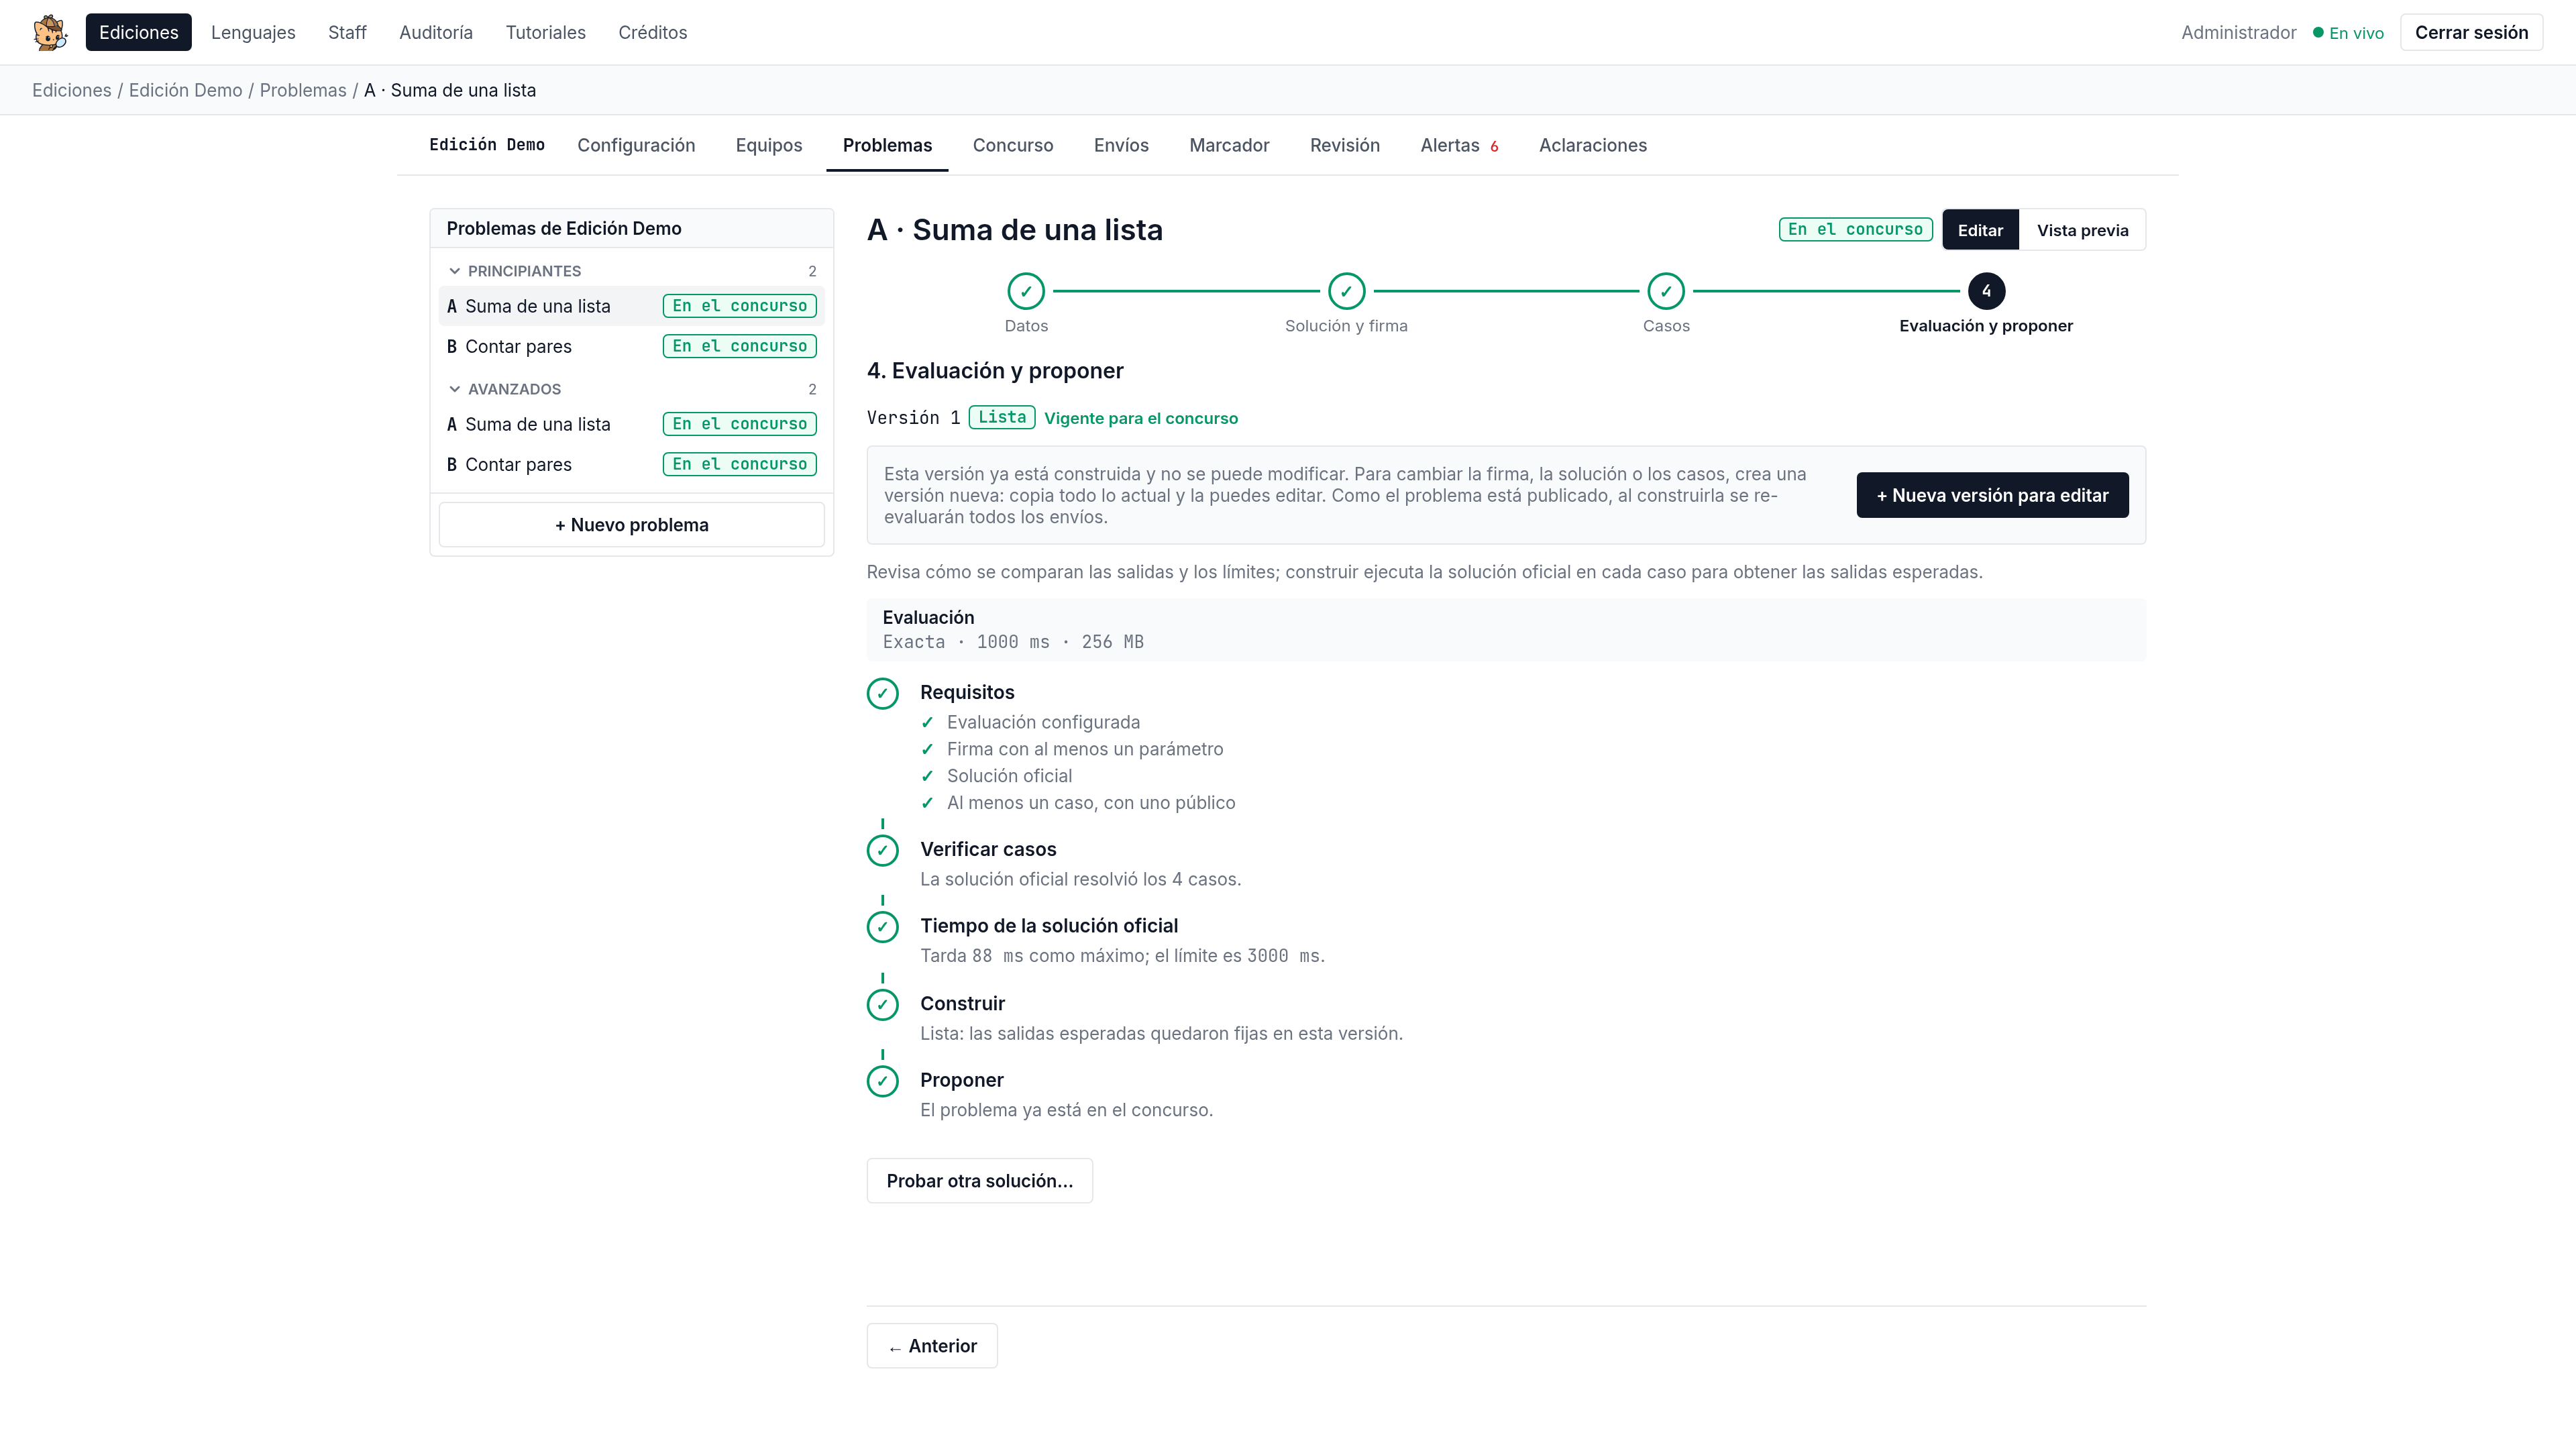 Ediciones
Lenguajes
Staff
Auditoría
Tutoriales
Créditos
Administrador
En vivo
Cerrar sesión
Ediciones / Edición Demo / Problemas / A · Suma de una lista
Edición Demo
Configuración
Equipos
Problemas
Concurso
Envíos
Marcador
Revisión
Alertas 6
Aclaraciones
Problemas de Edición Demo
PRINCIPIANTES 2
A Suma de una lista En el concurso
B Contar pares En el concurso
AVANZADOS 2
A Suma de una lista En el concurso
B Contar pares En el concurso
+ Nuevo problema
A · Suma de una lista
En el concurso
Editar
Vista previa
✓ ✓ ✓ 4
Datos
Solución y firma
Casos
Evaluación y proponer
4. Evaluación y proponer
Versión 1 Lista Vigente para el concurso
Esta versión ya está construida y no se puede modificar. Para cambiar la firma, la solución o los casos, crea una
versión nueva: copia todo lo actual y la puedes editar. Como el problema está publicado, al construirla se re-
evaluarán todos los envíos.
+ Nueva versión para editar
Revisa cómo se comparan las salidas y los límites; construir ejecuta la solución oficial en cada caso para obtener las salidas esperadas.
Evaluación
Exacta · 1000 ms · 256 MB
✓ Requisitos
✓ Evaluación configurada
✓ Firma con al menos un parámetro
✓ Solución oficial
✓ Al menos un caso, con uno público
✓ Verificar casos
La solución oficial resolvió los 4 casos.
✓ Tiempo de la solución oficial
Tarda 88 ms como máximo; el límite es 3000 ms.
✓ Construir
Lista: las salidas esperadas quedaron fijas en esta versión.
✓ Proponer
El problema ya está en el concurso.
Probar otra solución...
← Anterior